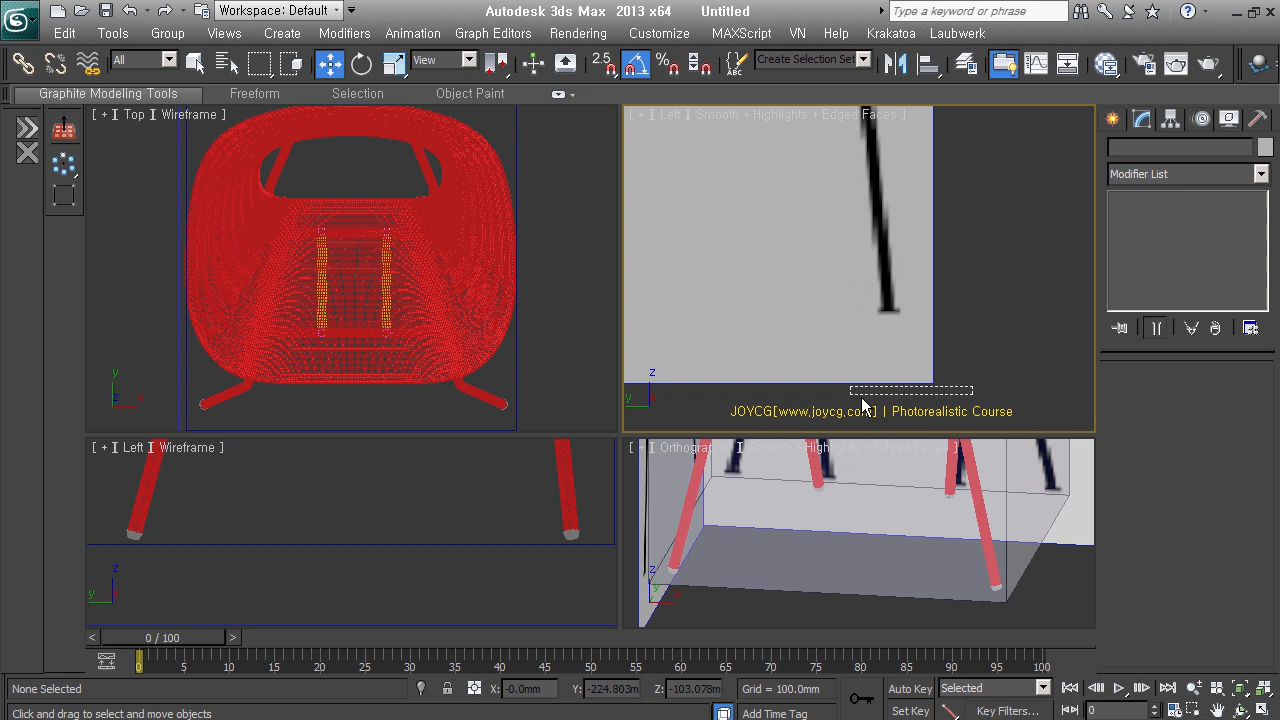 Workspace: Default
Autodesk 3ds Max 2013 x64 Untitled
Type a keyword or phrase
Edit Tools Group Views Create Modifiers Animation Graph Editors Rendering Customize MAXScript VN Help Krakatoa Laubwerk
All View 2.5 Create Selection Set
Graphite Modeling Tools Freeform Selection Object Paint
[ + ] Top ] Wireframe ]
[ + ] Left ] Smooth + Highlights + Edged Faces ]
Modifier List
y
z x
z
y x
JOYCG[www,joycg,com] | Photorealistic Course
[ + ] Left ] Wireframe ]
[ + ] Orthographic ] Smooth + Highlights + Edged Faces ]
z
y x
z
y
x
< 0 / 100 >
0 5 10 15 20 25 30 35 40 45 50 55 60 65 70 75 80 85 90 95 100
None Selected X: -0.0mm Y: -224.803m Z: -103.078m Grid = 100.0mm Auto Key Selected
Click and drag to select and move objects Add Time Tag Set Key Key Filters... 0